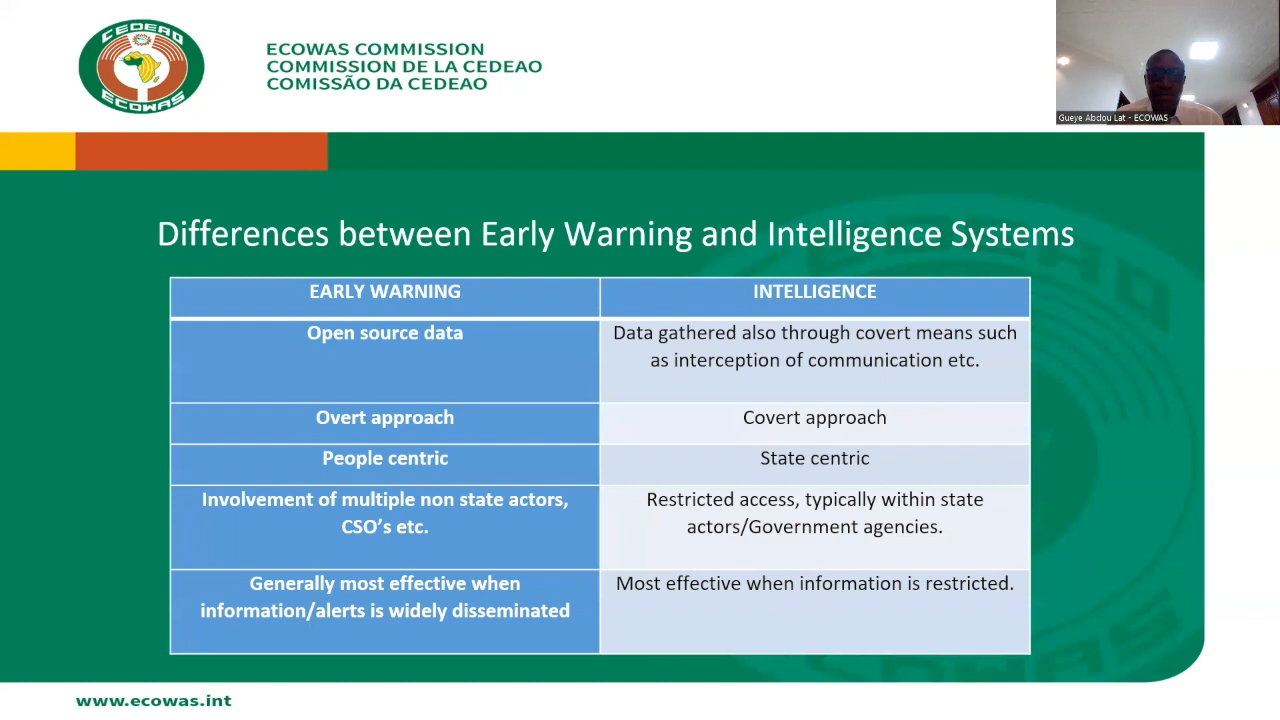 CEDEAO
ECOWAS
ECOWAS COMMISSION
COMMISSION DE LA CEDEAO
COMISSÃO DA CEDEAO
Gueye Abdou Lat - ECOWAS
Differences between Early Warning and Intelligence Systems
EARLY WARNING
INTELLIGENCE
Open source data
Data gathered also through covert means such
as interception of communication etc.
Overt approach
Covert approach
People centric
State centric
Involvement of multiple non state actors,
CSO's etc.
Restricted access, typically within state
actors/Government agencies.
Generally most effective when
information/alerts is widely disseminated
Most effective when information is restricted.
www.ecowas.int